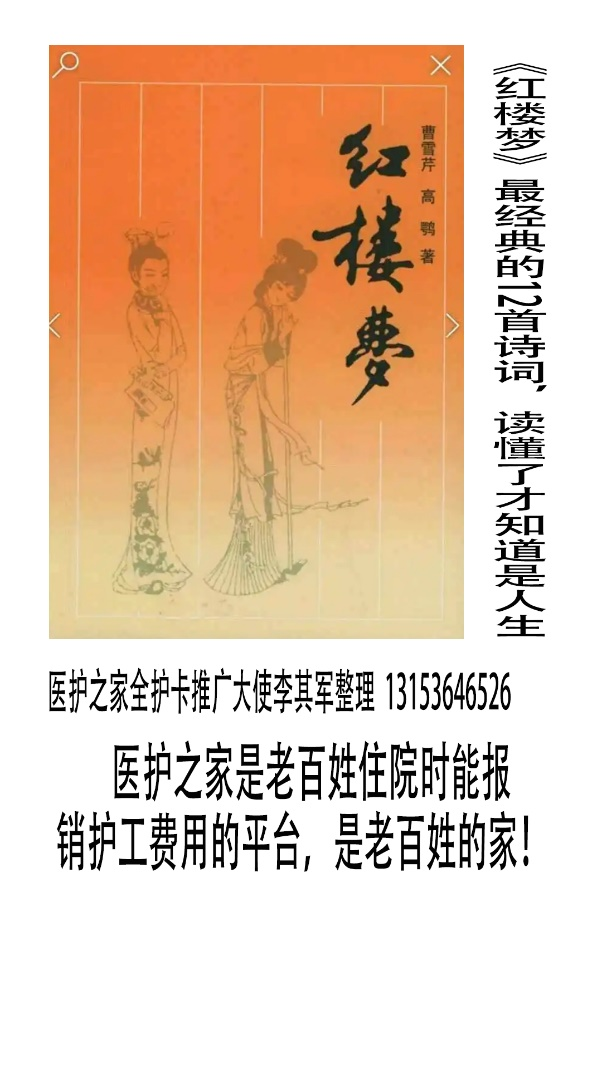 《红楼梦》最经典的12首诗词，读懂了才知道是人生
红楼梦
曹雪芹 高鹗 著
医护之家全护卡推广大使李其军整理 13153646526
医护之家是老百姓住院时能报
销护工费用的平台，是老百姓的家！